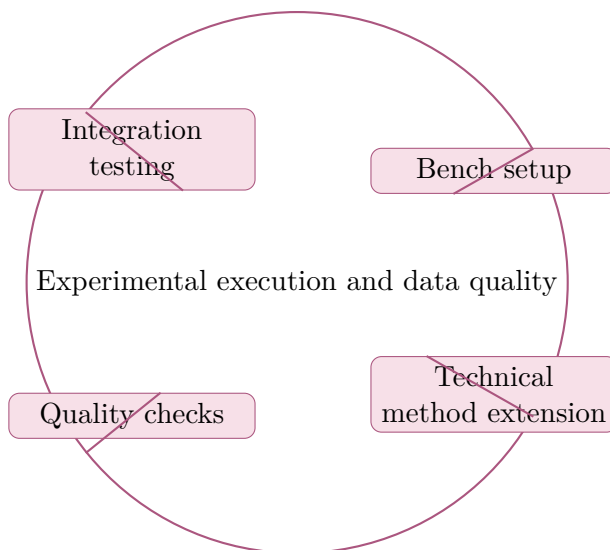 Integration
testing
Bench setup
Experimental execution and data quality
Technical
method extension
Quality checks